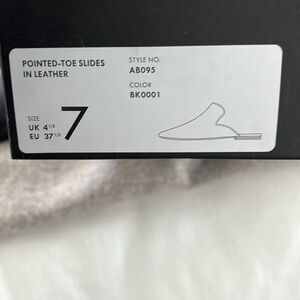 POINTED-TOE SLIDES
IN LEATHER
STYLE NO.
AB095
COLOR
BK0001
SIZE
7
UK 4 1/2
EU 37 1/2